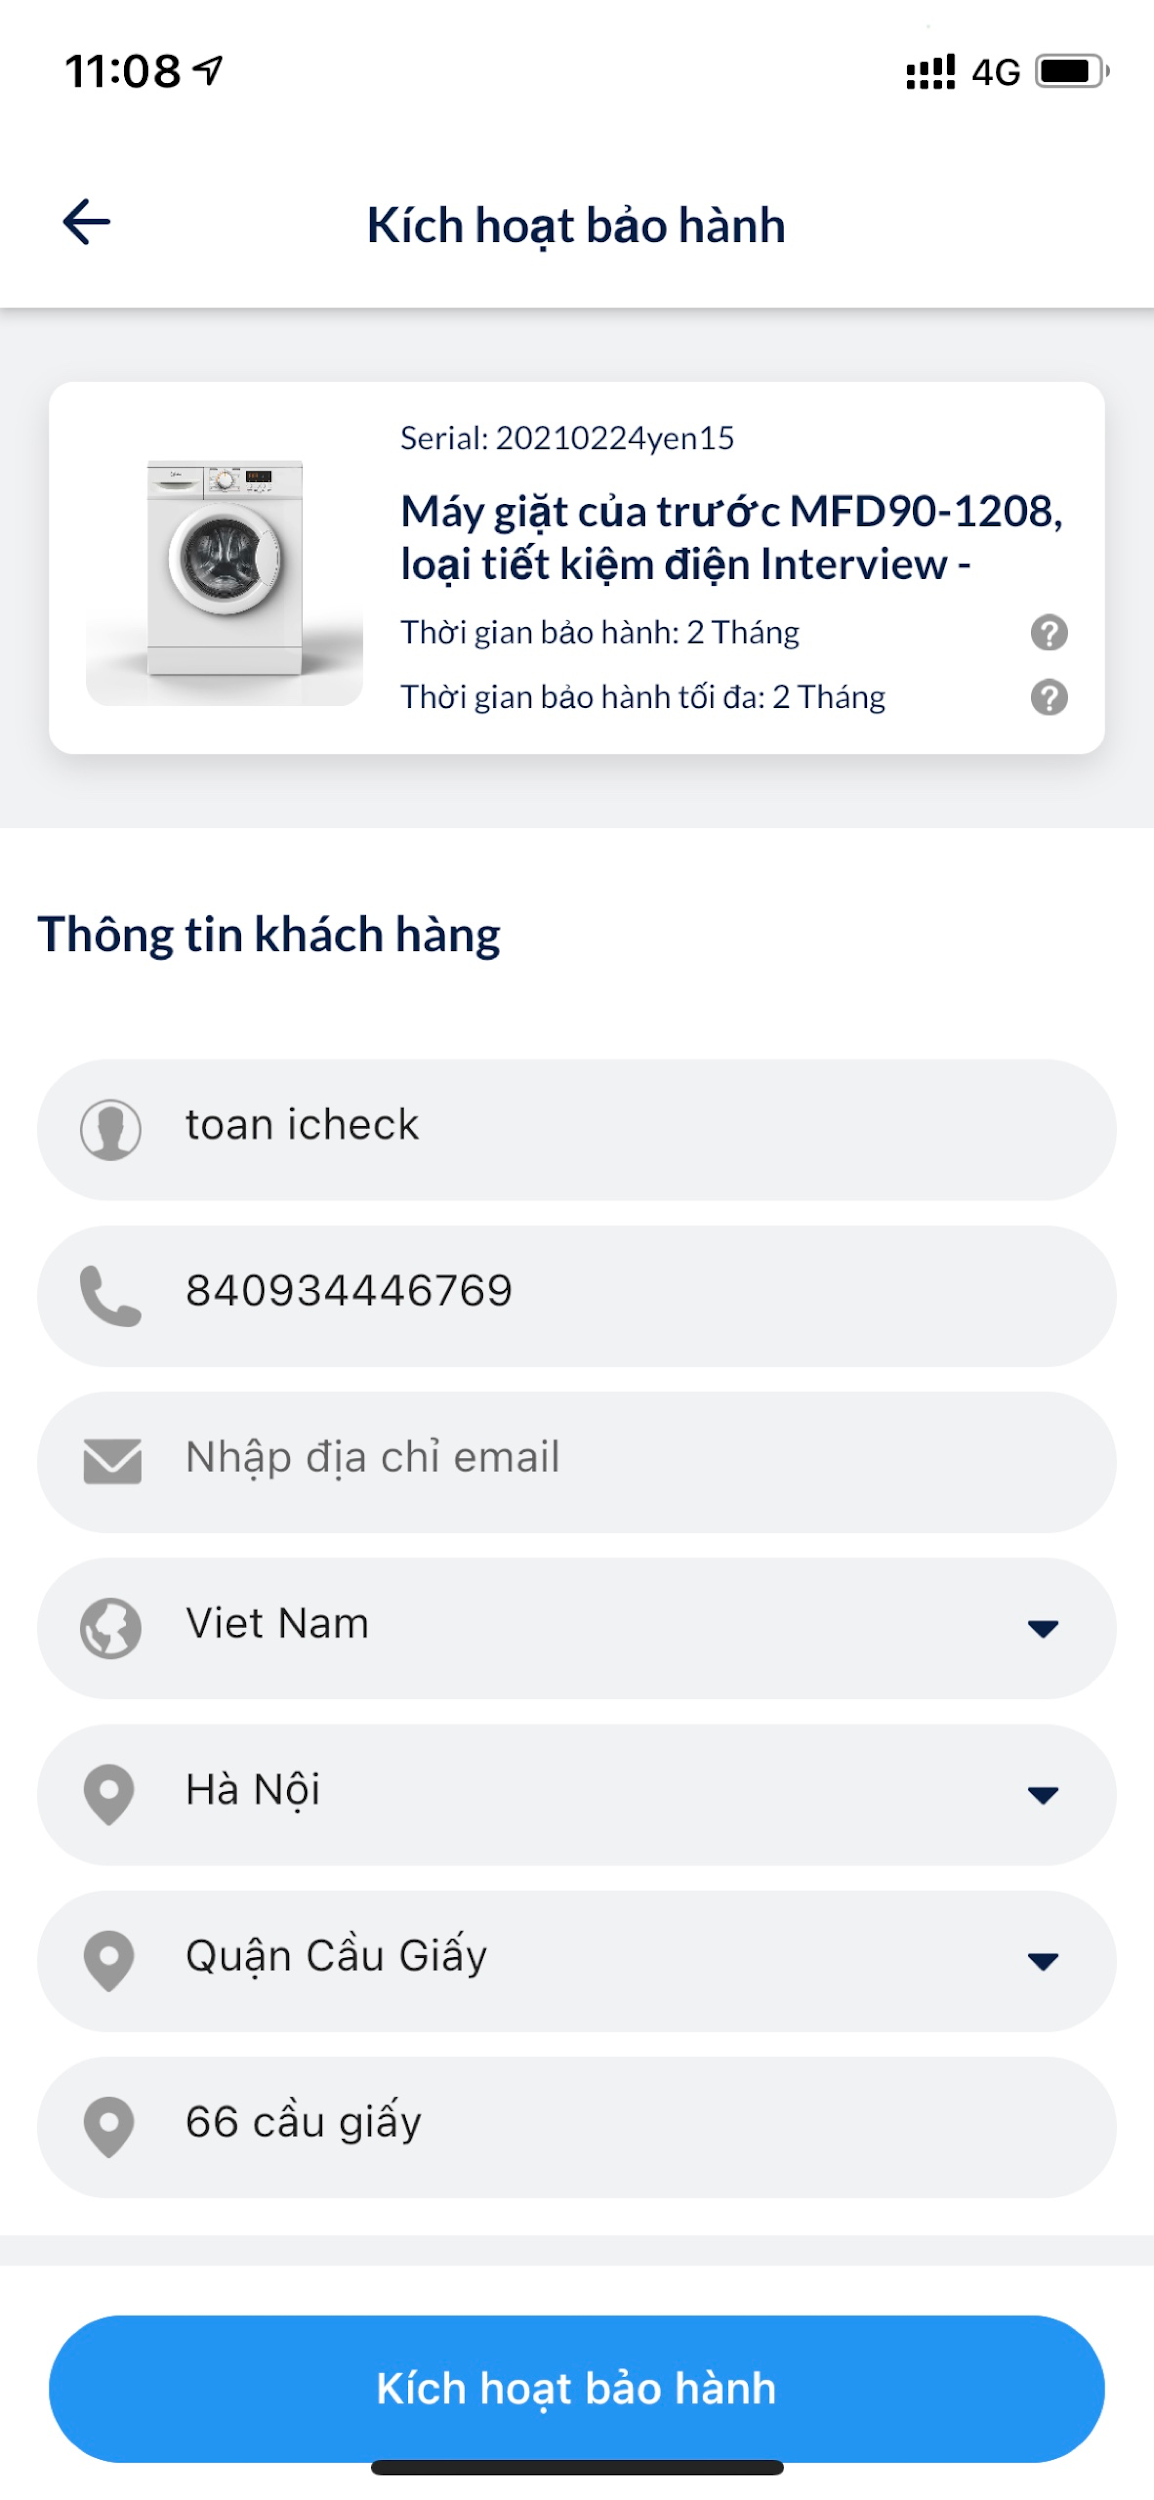 11:08
4G
Kích hoạt bảo hành
Serial: 20210224yen15
Máy giặt của trước MFD90-1208,
loại tiết kiệm điện Interview -
Thời gian bảo hành: 2 Tháng
?
Thời gian bảo hành tối đa: 2 Tháng
?
Thông tin khách hàng
toan icheck
840934446769
Nhập địa chỉ email
Viet Nam
Hà Nội
Quận Cầu Giấy
66 cầu giấy
Kích hoạt bảo hành